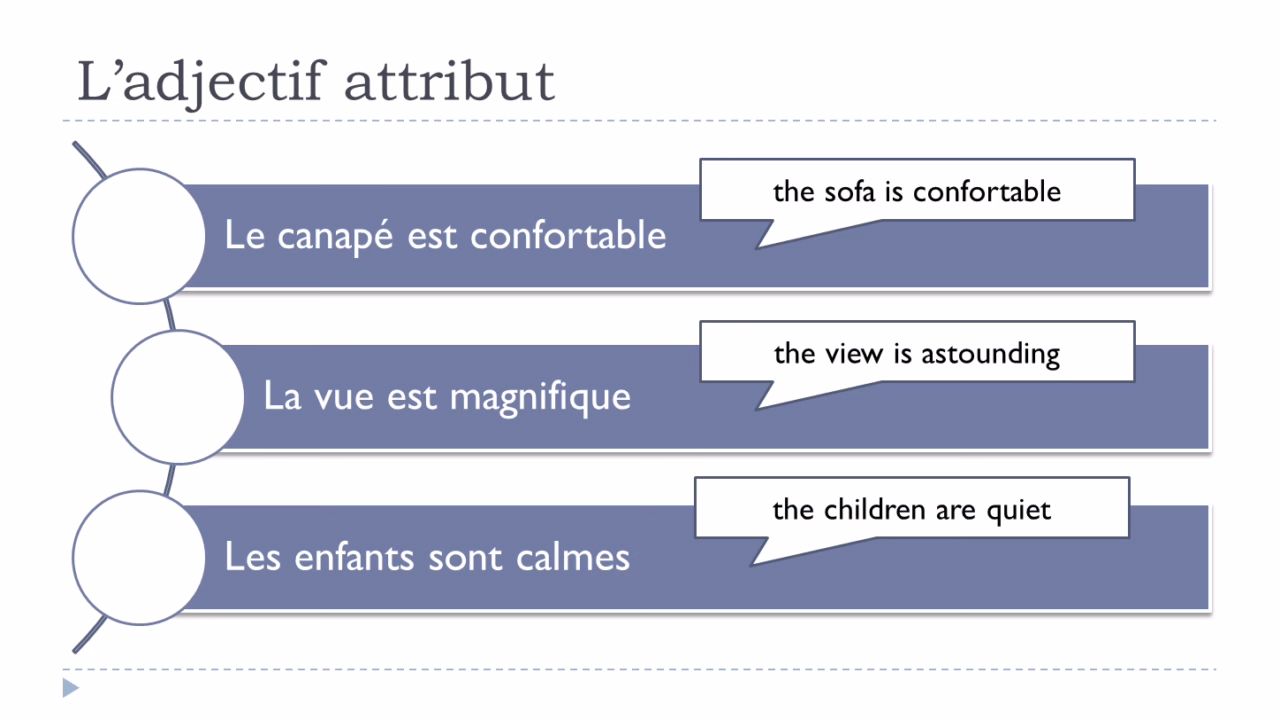 L’adjectif attribut
the sofa is confortable
Le canapé est confortable
the view is astounding
La vue est magnifique
the children are quiet
Les enfants sont calmes